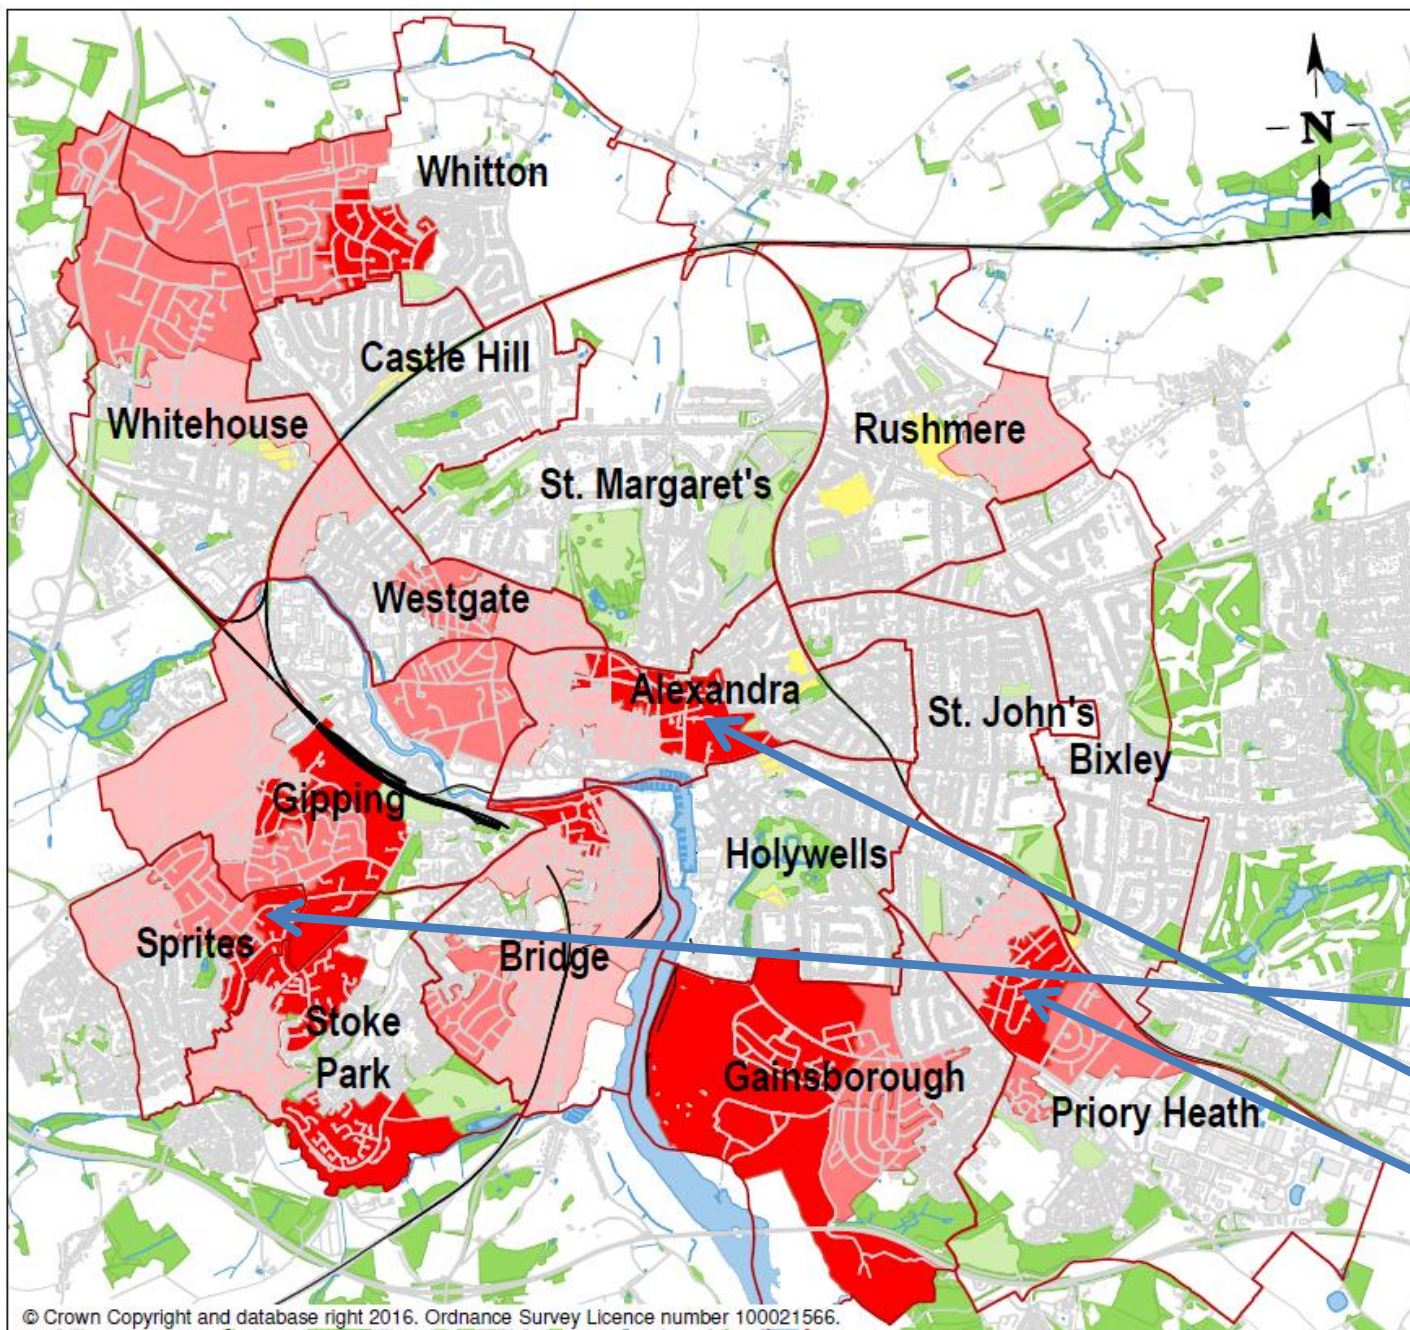 N
Whitton
Castle Hill
Whitehouse
Rushmere
St. Margaret's
Westgate
Alexandra
St. John's
Bixley
Gipping
Holywells
Sprites
Bridge
Stoke
Park
Gainsborough
Priory Heath
© Crown Copyright and database right 2016. Ordnance Survey Licence number 100021566.